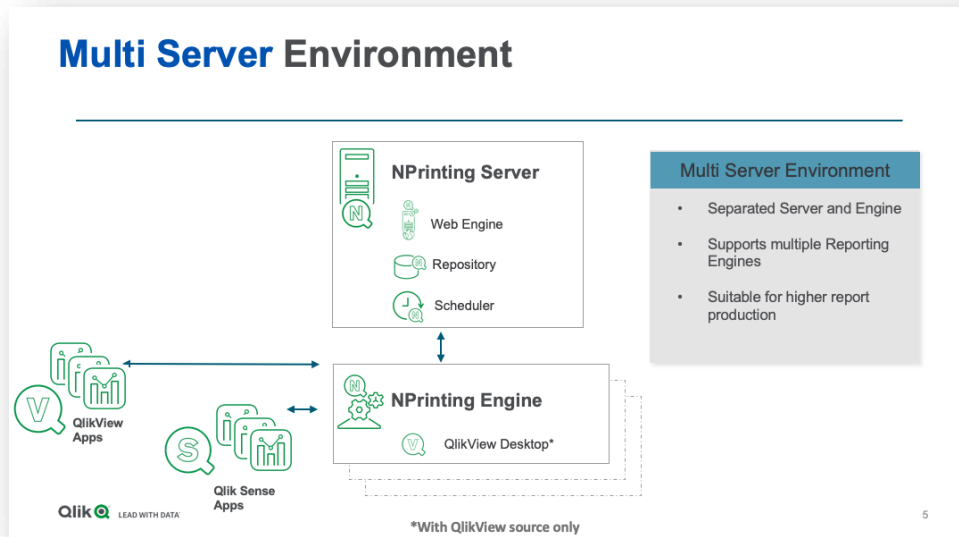 Multi Server Environment
NPrinting Server
N
Web Engine
Repository
Scheduler
Multi Server Environment
• Separated Server and Engine
• Supports multiple Reporting
Engines
• Suitable for higher report
production
V
QlikView
Apps
S
Qlik Sense
Apps
N
NPrinting Engine
V
QlikView Desktop*
Qlik LEAD WITH DATA
*With QlikView source only
5